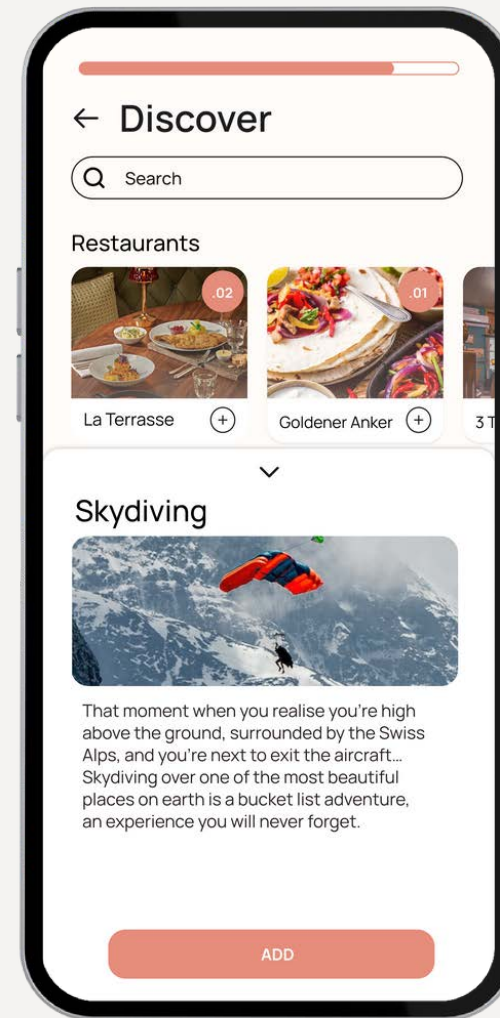 Discover
Search
Restaurants
.02
.01
La Terrasse
Goldener Anker
3 T
Skydiving
That moment when you realise you're high
above the ground, surrounded by the Swiss
Alps, and you're next to exit the aircraft...
Skydiving over one of the most beautiful
places on earth is a bucket list adventure,
an experience you will never forget.
ADD